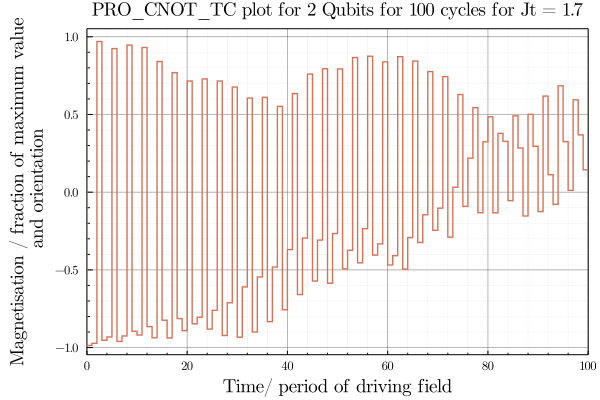 PRO_CNOT_TC plot for 2 Qubits for 100 cycles for Jt = 1.7
Magnetisation / fraction of maximum value
and orientation
1.0
0.5
0.0
−0.5
−1.0
0 20 40 60 80 100
Time/ period of driving field